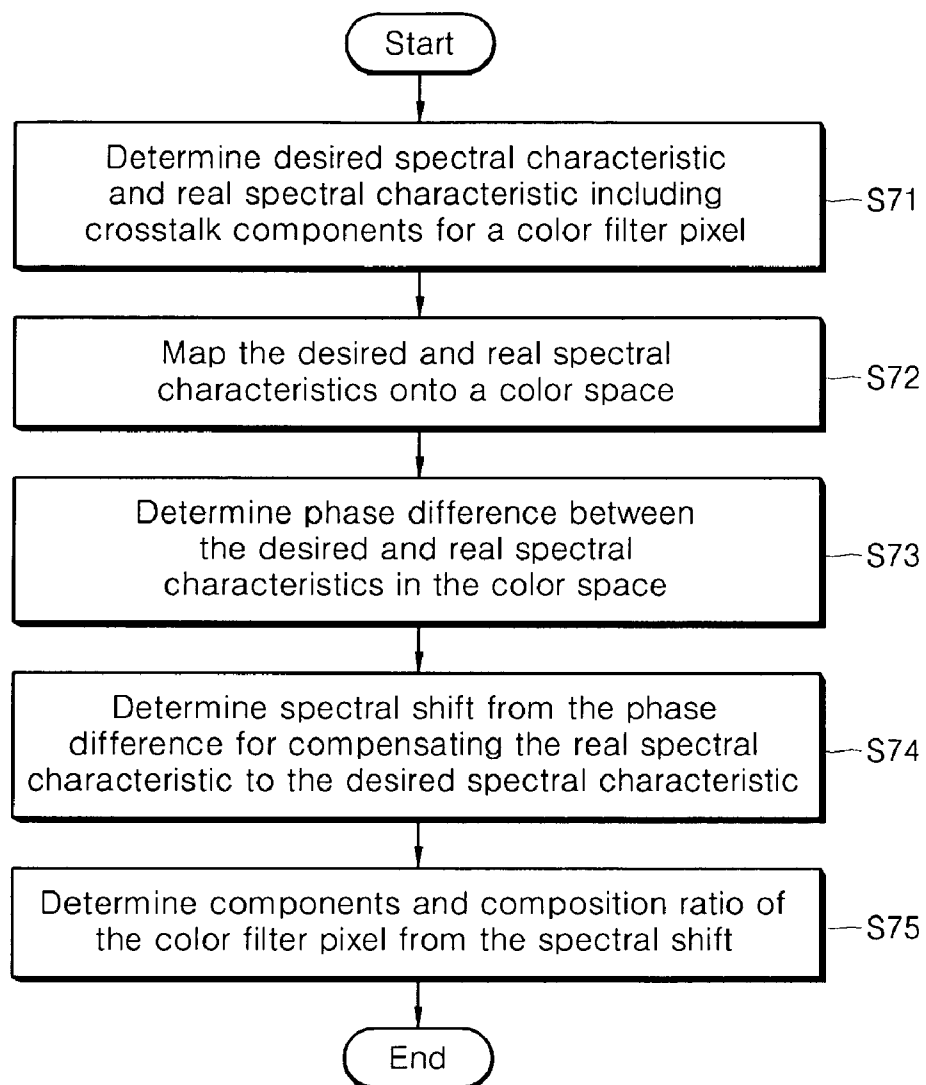 Start
Determine desired spectral characteristic
and real spectral characteristic including
crosstalk components for a color filter pixel
S71
Map the desired and real spectral
characteristics onto a color space
S72
Determine phase difference between
the desired and real spectral
characteristics in the color space
S73
Determine spectral shift from the phase
difference for compensating the real spectral
characteristic to the desired spectral characteristic
S74
Determine components and composition ratio of
the color filter pixel from the spectral shift
S75
End